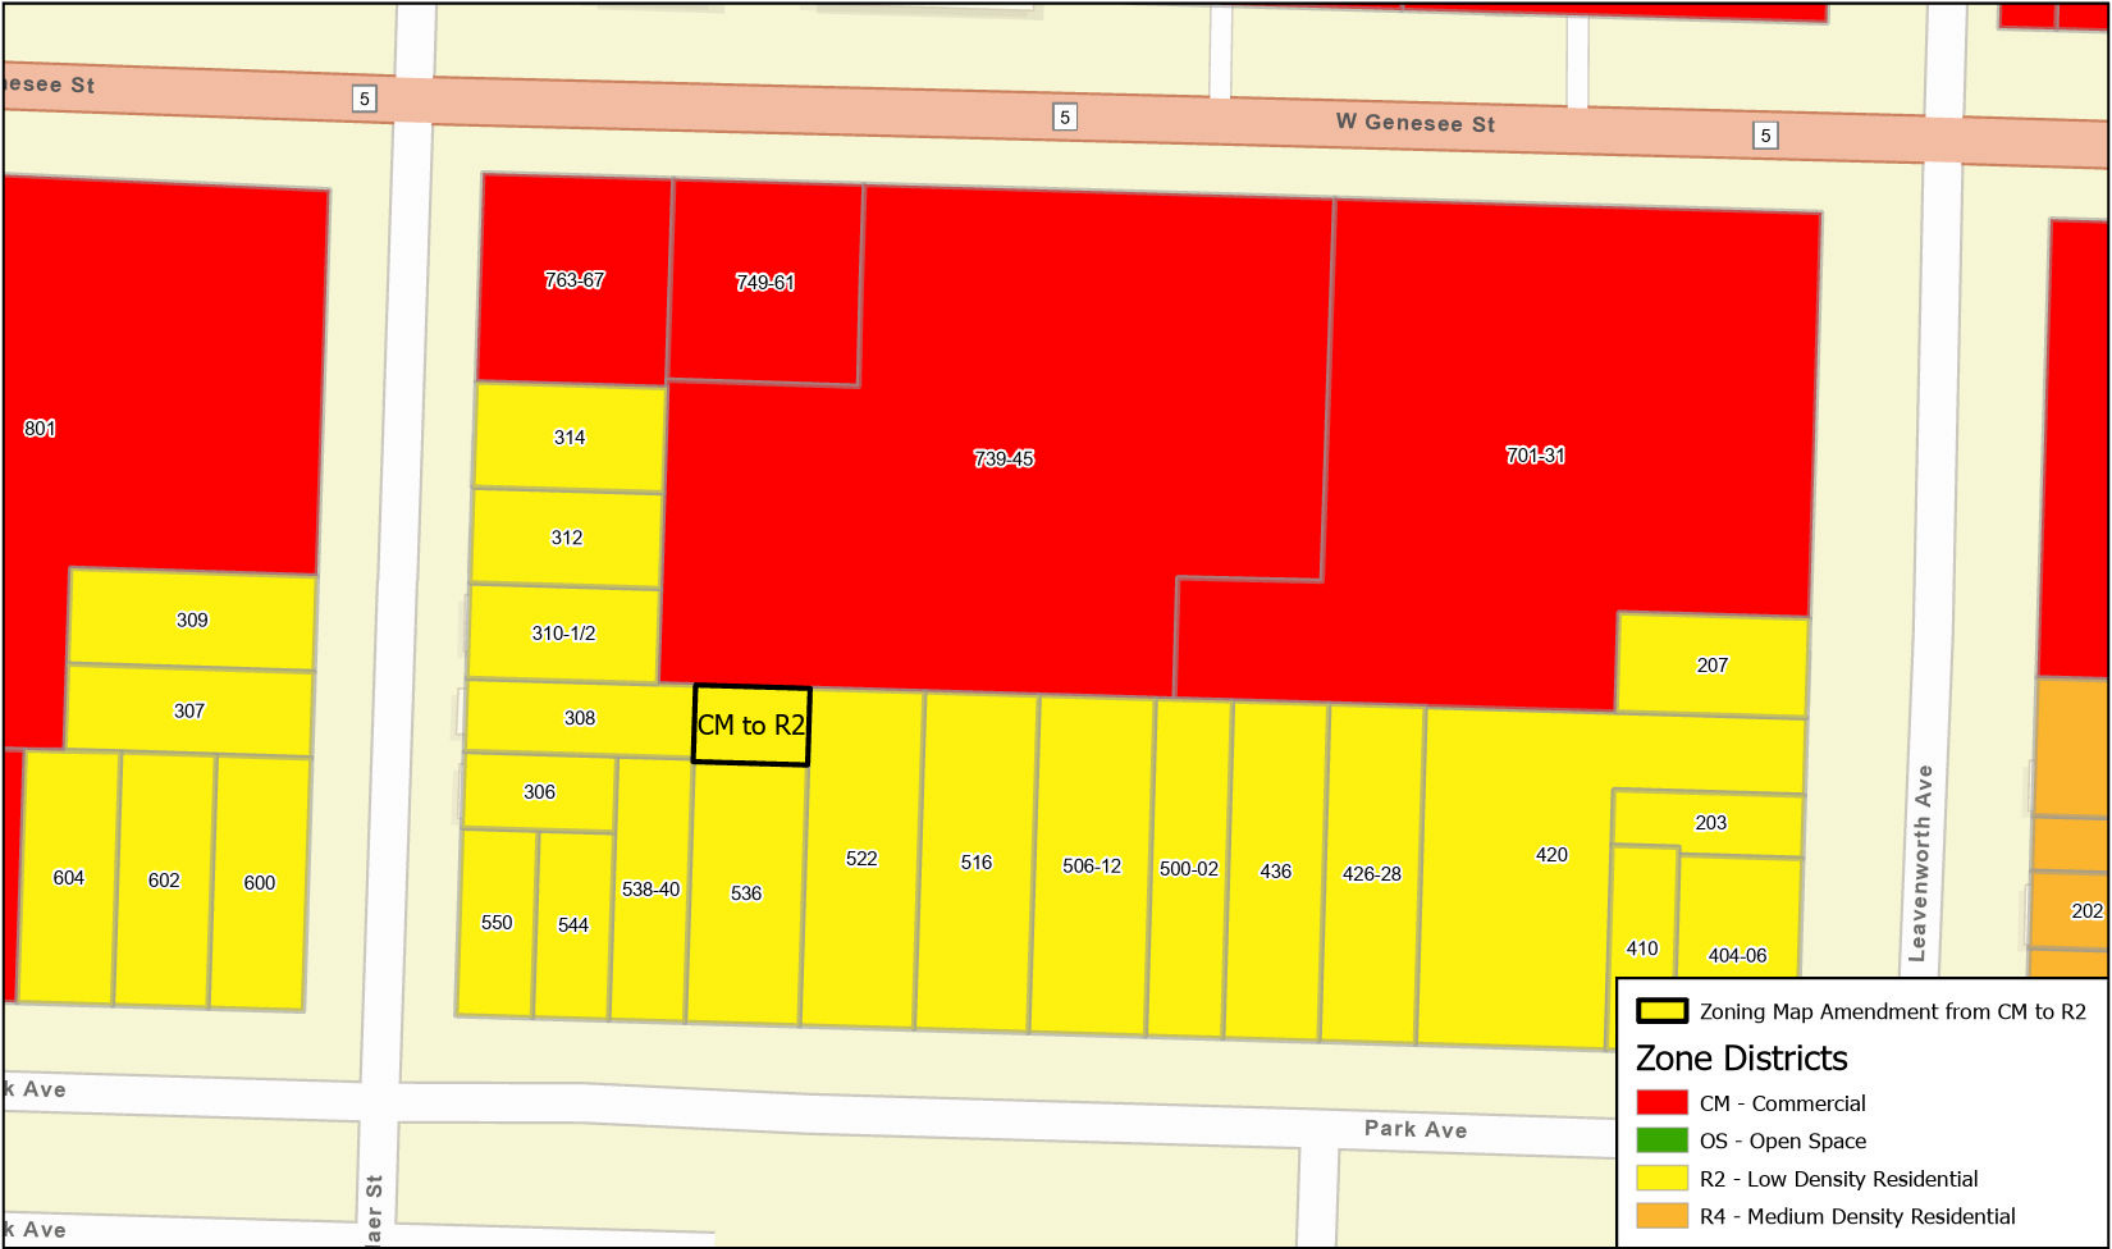 esee St
5
5
W Genesee St
5
763-67
749-61
801
314
739-45
701-31
312
309
310-1/2
207
307
308
CM to R2
306
203
604
602
600
538-40
536
522
516
506-12
500-02
436
426-28
420
550
544
410
404-06
202
Leavenworth Ave
k Ave
Park Ave
aer St
k Ave
Zoning Map Amendment from CM to R2
Zone Districts
CM - Commercial
OS - Open Space
R2 - Low Density Residential
R4 - Medium Density Residential